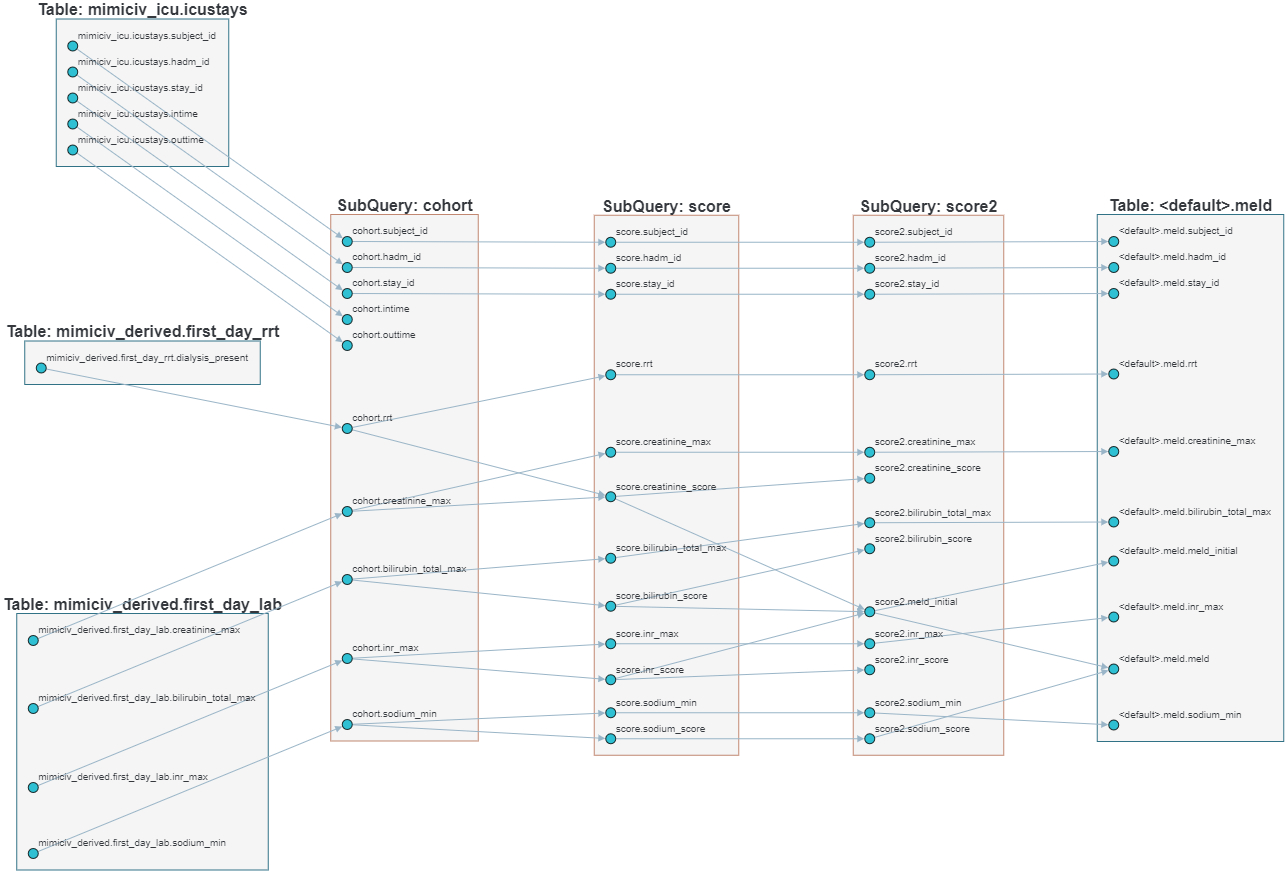 Table: mimiciv_icu.icustays
mimiciv_icu.icustays.subject_id
mimiciv_icu.icustays.hadm_id
mimiciv_icu.icustays.stay_id
mimiciv_icu.icustays.intime
mimiciv_icu.icustays.outtime
Table: mimiciv_derived.first_day_rrt
mimiciv_derived.first_day_rrt.dialysis_present
Table: mimiciv_derived.first_day_lab
mimiciv_derived.first_day_lab.creatinine_max
mimiciv_derived.first_day_lab.bilirubin_total_max
mimiciv_derived.first_day_lab.inr_max
mimiciv_derived.first_day_lab.sodium_min
SubQuery: cohort
cohort.subject_id
cohort.hadm_id
cohort.stay_id
cohort.intime
cohort.outtime
cohort.rrt
cohort.creatinine_max
cohort.bilirubin_total_max
cohort.inr_max
cohort.sodium_min
SubQuery: score
score.subject_id
score.hadm_id
score.stay_id
score.rrt
score.creatinine_max
score.creatinine_score
score.bilirubin_total_max
score.bilirubin_score
score.inr_max
score.inr_score
score.sodium_min
score.sodium_score
SubQuery: score2
score2.subject_id
score2.hadm_id
score2.stay_id
score2.rrt
score2.creatinine_max
score2.creatinine_score
score2.bilirubin_total_max
score2.bilirubin_score
score2.meld_initial
score2.inr_max
score2.inr_score
score2.sodium_min
score2.sodium_score
Table: <default>.meld
<default>.meld.subject_id
<default>.meld.hadm_id
<default>.meld.stay_id
<default>.meld.rrt
<default>.meld.creatinine_max
<default>.meld.bilirubin_total_max
<default>.meld.meld_initial
<default>.meld.inr_max
<default>.meld.meld
<default>.meld.sodium_min